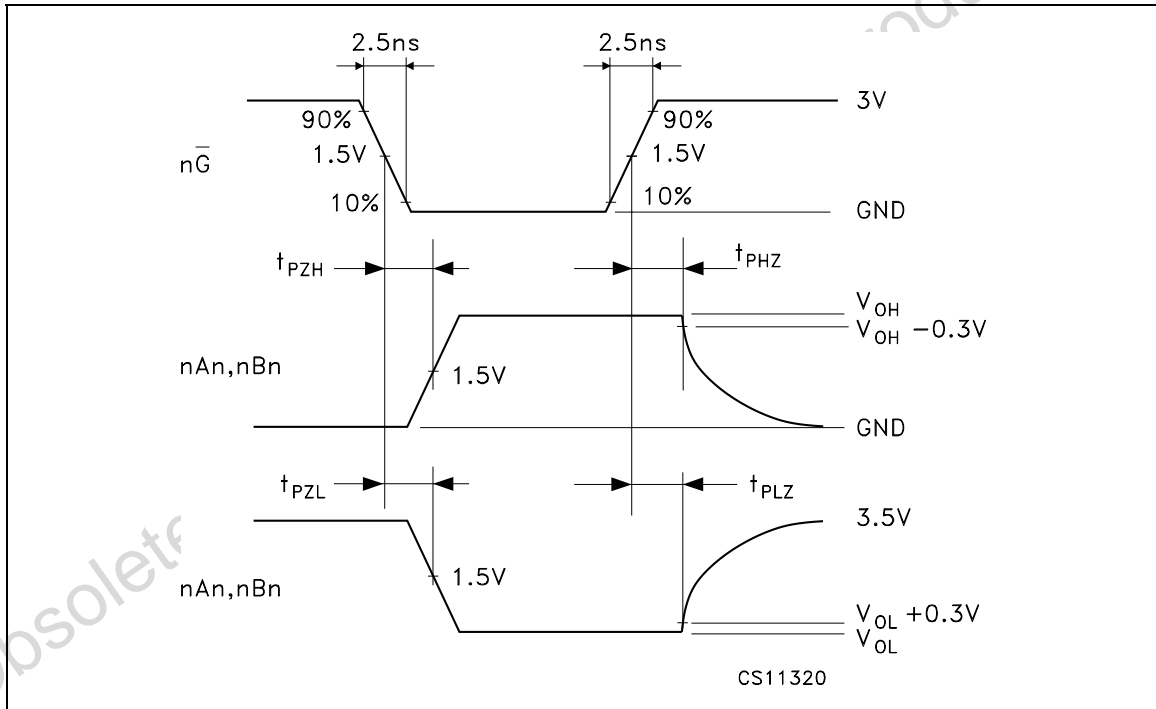 2.5ns 2.5ns
3V
90% 90%
nG̅ 1.5V 1.5V
10% 10%
GND
tPZH tPHZ
VOH
VOH −0.3V
nAn,nBn 1.5V
GND
tPZL tPLZ
3.5V
nAn,nBn 1.5V
VOL +0.3V
VOL
CS11320